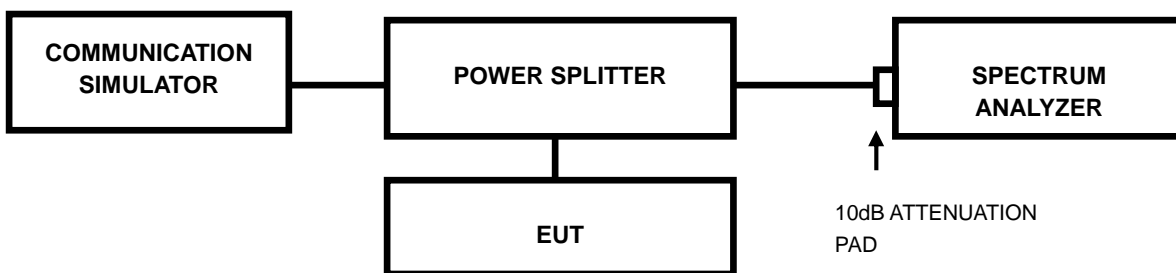 COMMUNICATION
SIMULATOR
POWER SPLITTER
SPECTRUM
ANALYZER
EUT
10dB ATTENUATION
PAD